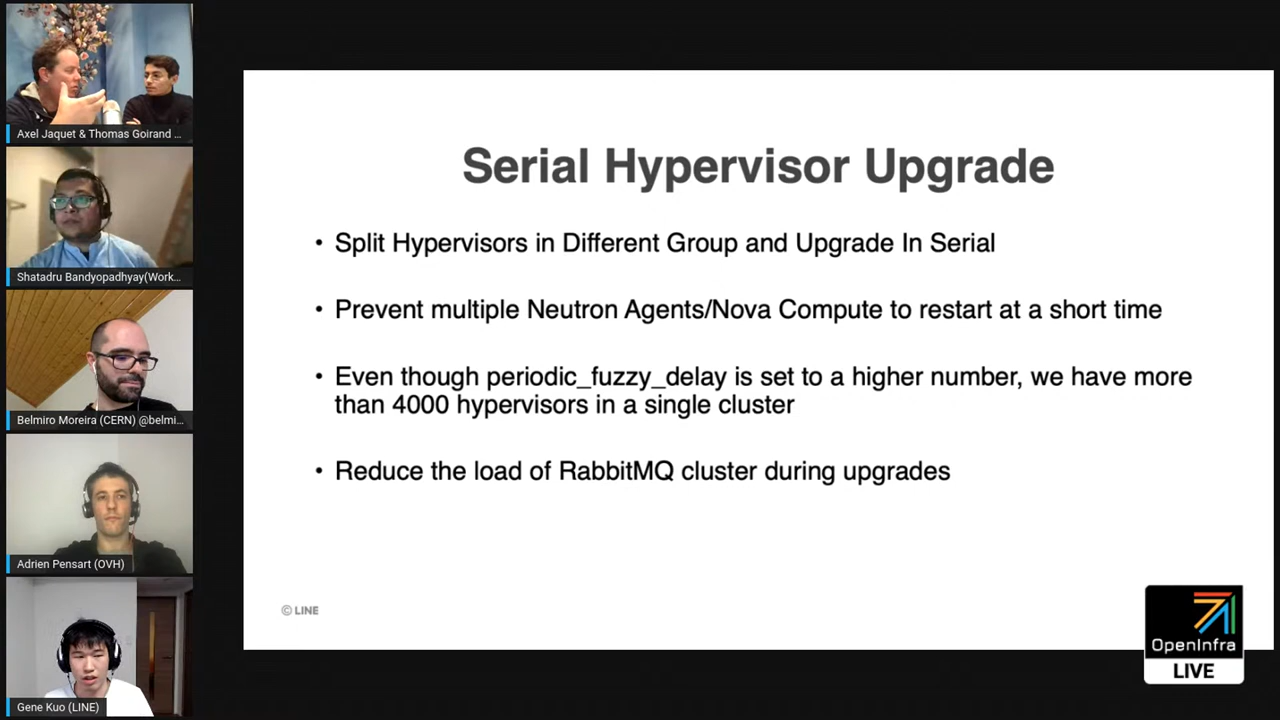 Axel Jaquet & Thomas Goirand ...
Shatadru Bandyopadhyay(Work...
Belmiro Moreira (CERN) @belmi...
Adrien Pensart (OVH)
Gene Kuo (LINE)
Serial Hypervisor Upgrade
• Split Hypervisors in Different Group and Upgrade In Serial
• Prevent multiple Neutron Agents/Nova Compute to restart at a short time
• Even though periodic_fuzzy_delay is set to a higher number, we have more
than 4000 hypervisors in a single cluster
• Reduce the load of RabbitMQ cluster during upgrades
© LINE
OpenInfra
LIVE